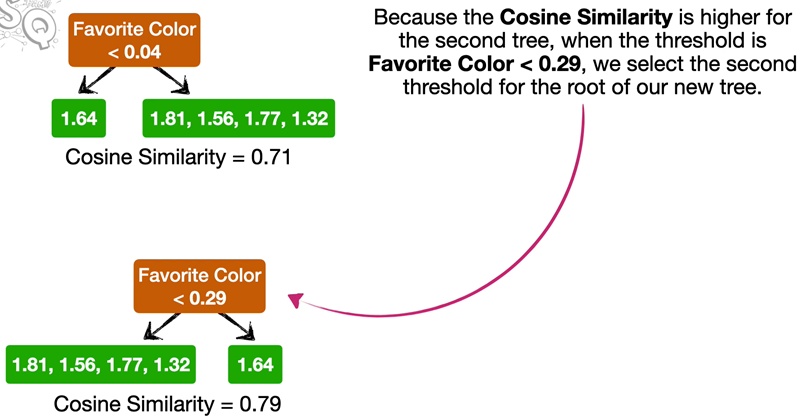 SQ
Favorite Color
< 0.04
1.64
1.81, 1.56, 1.77, 1.32
Cosine Similarity = 0.71
Because the Cosine Similarity is higher for
the second tree, when the threshold is
Favorite Color < 0.29, we select the second
threshold for the root of our new tree.
Favorite Color
< 0.29
1.81, 1.56, 1.77, 1.32
1.64
Cosine Similarity = 0.79